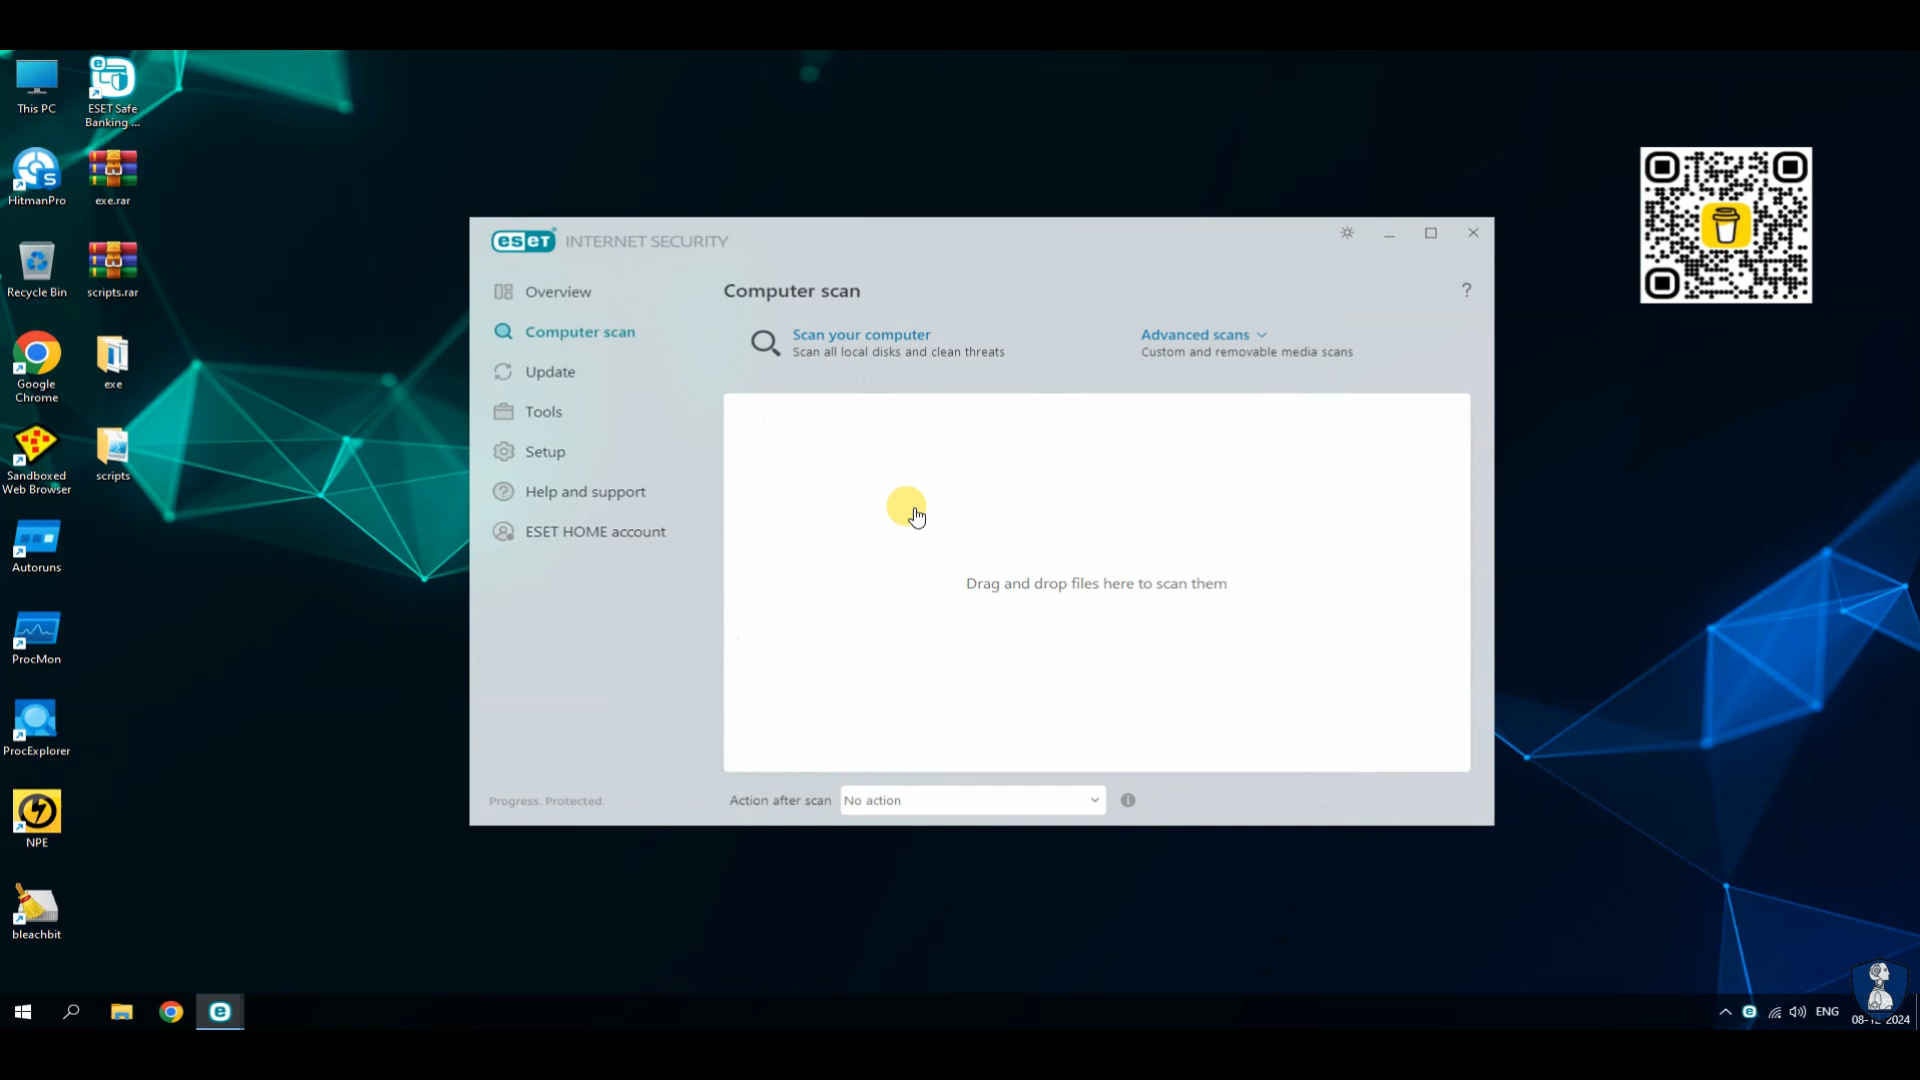 This PC
ESET Safe
Banking ...
HitmanPro
exe.rar
Recycle Bin
scripts.rar
Google
Chrome
exe
Sandboxed
Web Browser
scripts
Autoruns
ProcMon
ProcExplorer
NPE
bleachbit
eset INTERNET SECURITY
Overview
Computer scan
Update
Tools
Setup
Help and support
ESET HOME account
Progress. Protected.
Computer scan
?
Scan your computer
Scan all local disks and clean threats
Advanced scans
Custom and removable media scans
Drag and drop files here to scan them
Action after scan
No action
ENG